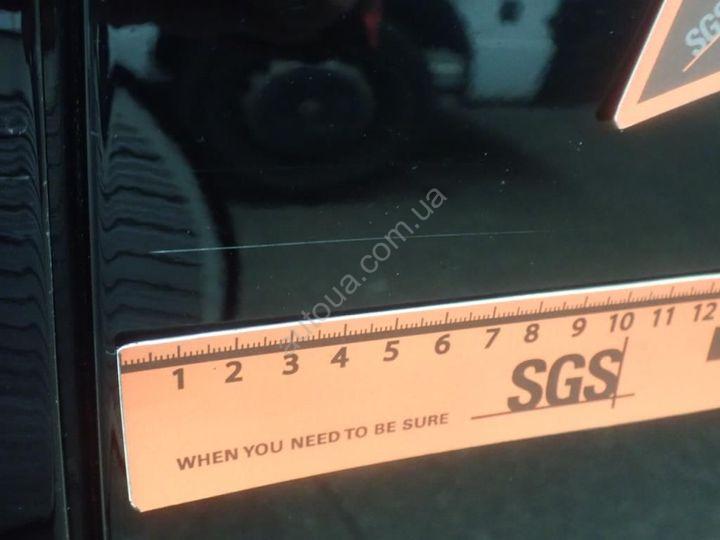 SGS
autoua.com.ua
1 2 3 4 5 6 7 8 9 10 11 12
SGS
WHEN YOU NEED TO BE SURE